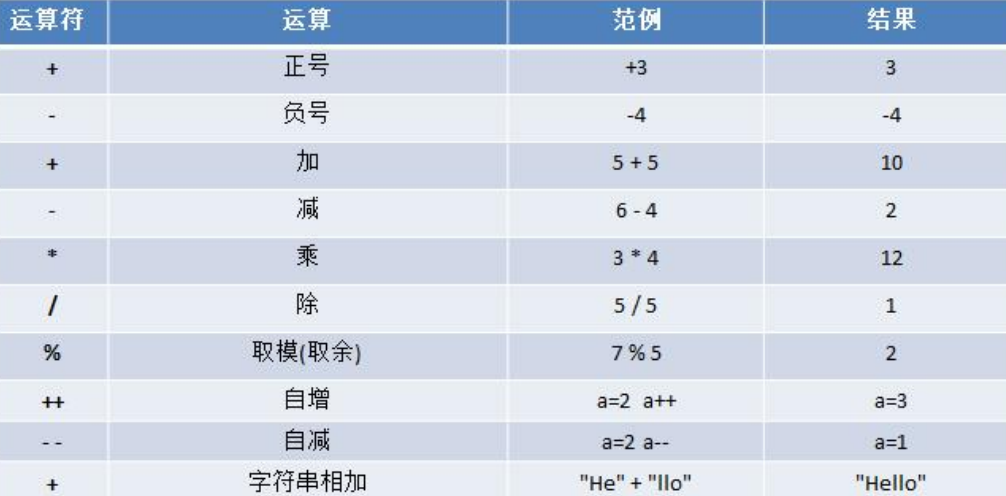 运算符 运算 范例 结果
+ 正号 +3 3
- 负号 -4 -4
+ 加 5 + 5 10
- 减 6 - 4 2
* 乘 3 * 4 12
/ 除 5 / 5 1
% 取模(取余) 7 % 5 2
++ 自增 a=2 a++ a=3
- - 自减 a=2 a-- a=1
+ 字符串相加 "He" + "llo" "Hello"